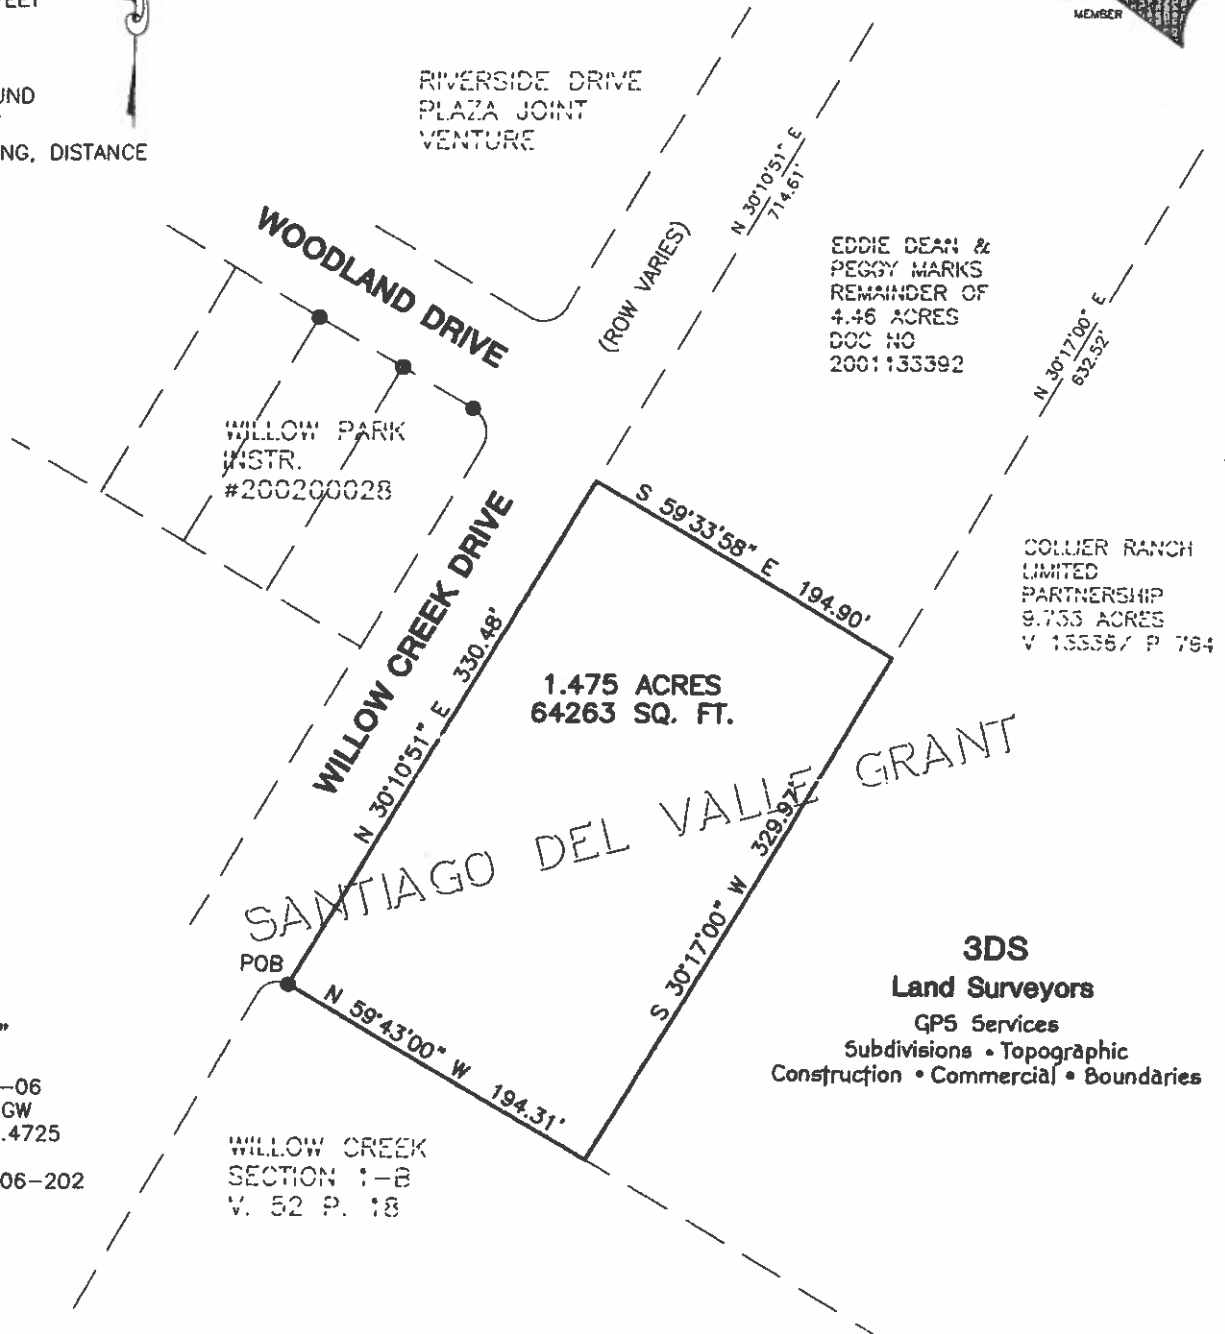 MEMBER
UND
NG, DISTANCE
RIVERSIDE DRIVE
PLAZA JOINT
VENTURE
N 30°10'51" E
714.61'
WOODLAND DRIVE
(ROW VARIES)
EDDIE DEAN &
PEGGY MARKS
REMAINDER OF
4.46 ACRES
DOC NO
2001133392
N 30°17'00" E
632.52'
WILLOW PARK
INSTR.
#200200028
WILLOW CREEK DRIVE
S 59°33'58" E 194.90'
COLLIER RANCH
LIMITED
PARTNERSHIP
9.733 ACRES
V 13336/ P 764
N 30°10'51" E 330.48'
1.475 ACRES
64263 SQ. FT.
SANTIAGO DEL VALLE GRANT
S 30°17'00" W 329.97'
POB
N 59°43'00" W 194.31'
3DS
Land Surveyors
GPS Services
Subdivisions • Topographic
Construction • Commercial • Boundaries
"
-06
GW
.4725
06-202
WILLOW CREEK
SECTION 1-B
V. 52 P. 18